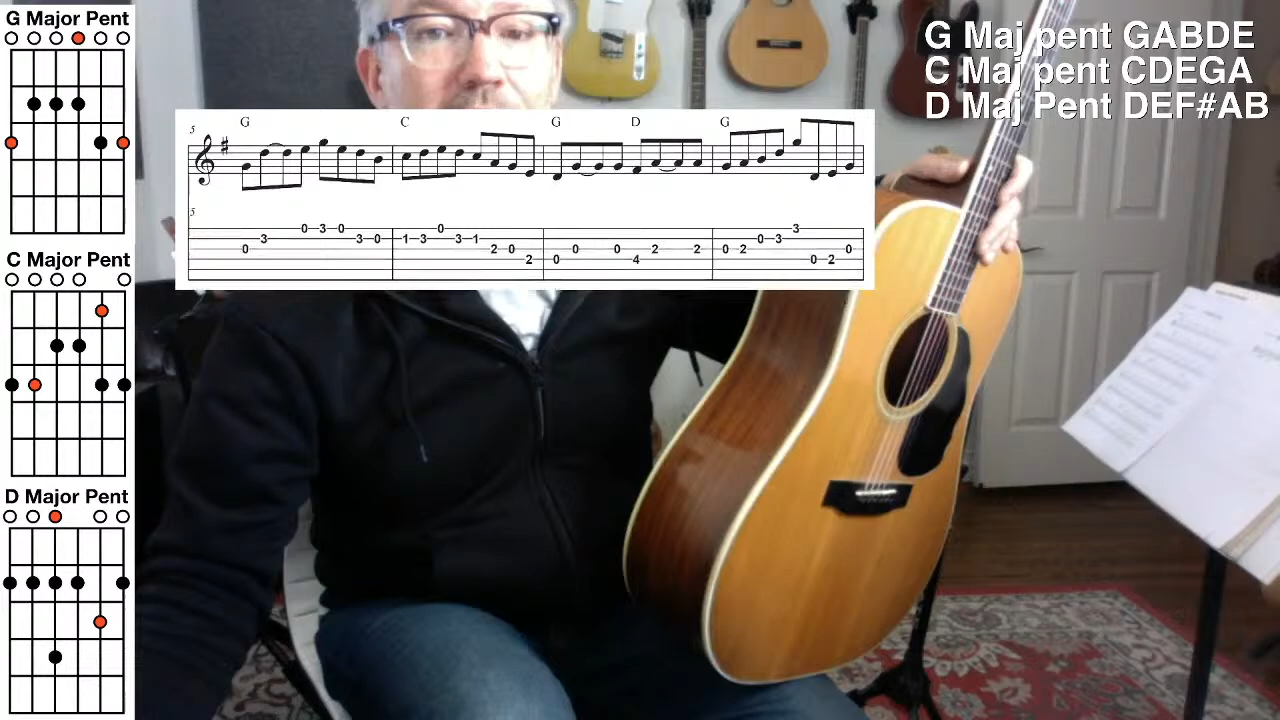 G Major Pent
G Maj pent GABDE
C Maj pent CDEGA
D Maj Pent DEF#AB
5
G C G D G
5
0 3 0 3 0 3 0 1 3 0 3 1 2 0 2 0 0 0 4 2 2 0 2 0 3 3 0 2 0
C Major Pent
D Major Pent